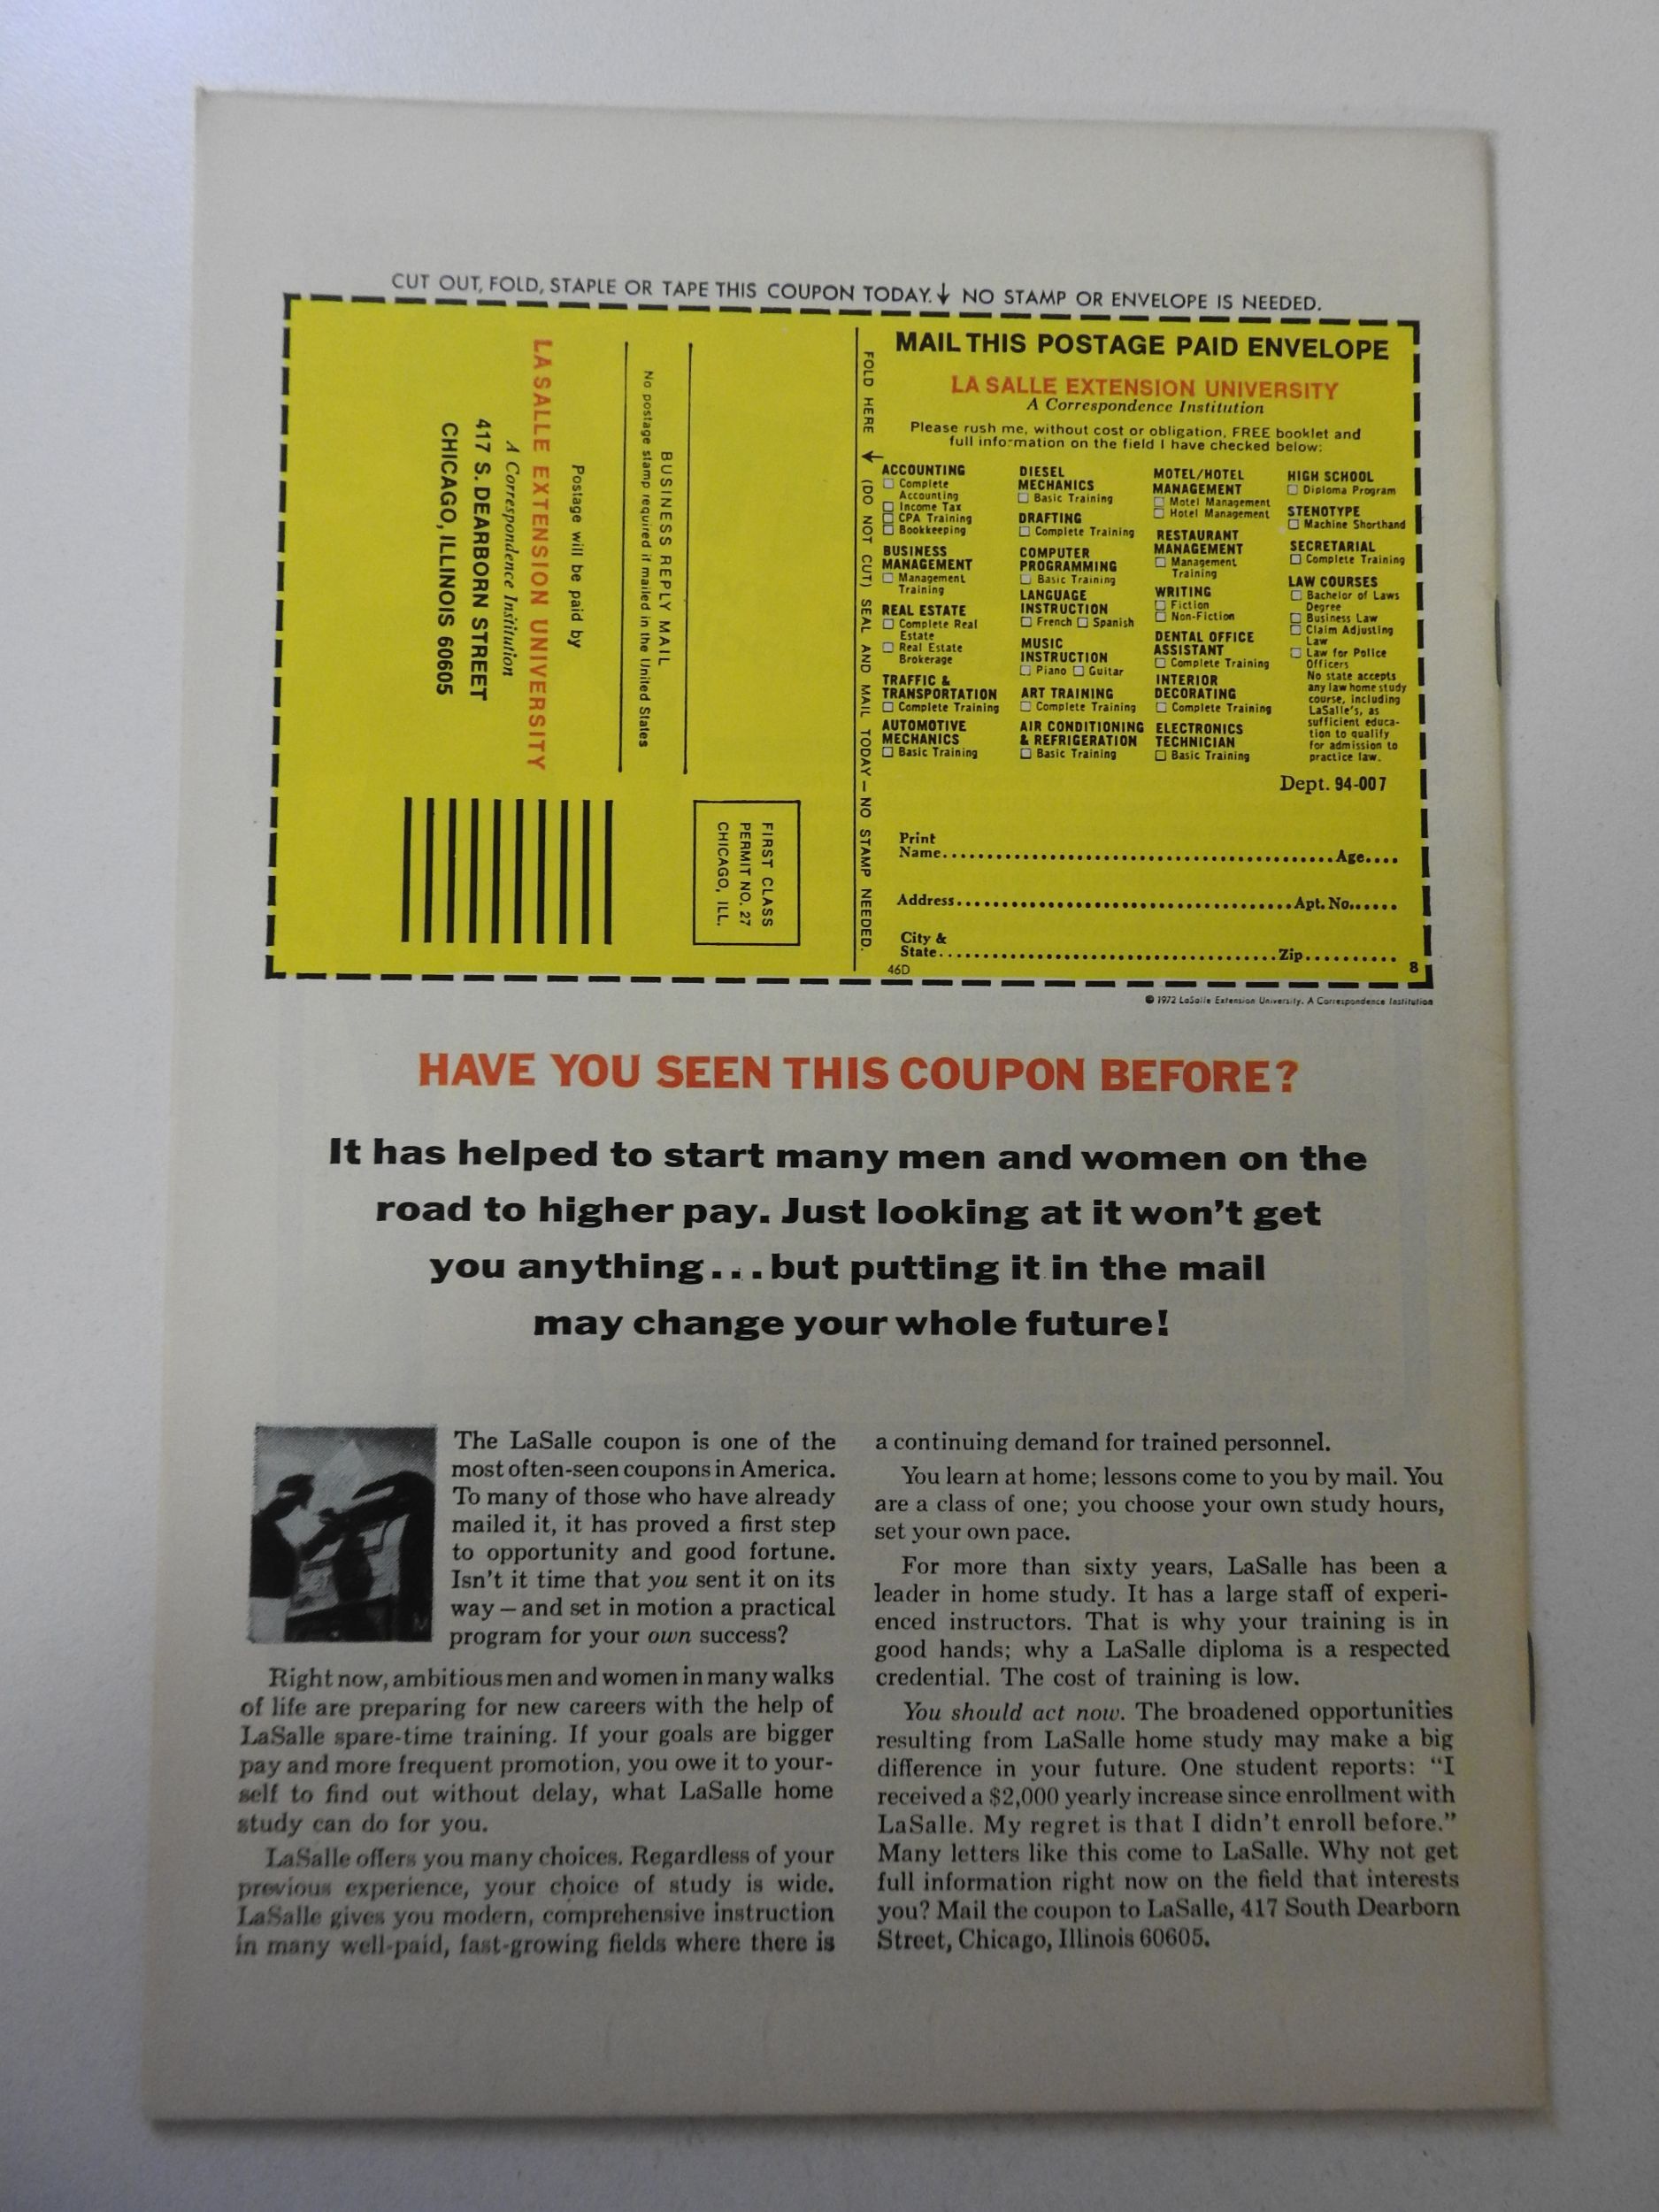 CUT OUT, FOLD, STAPLE OR TAPE THIS COUPON TODAY.↓ NO STAMP OR ENVELOPE IS NEEDED.
BUSINESS REPLY MAIL
No postage stamp required if mailed in the United States
Postage will be paid by
LA SALLE EXTENSION UNIVERSITY
A Correspondence Institution
417 S. DEARBORN STREET
CHICAGO, ILLINOIS 60605
FIRST CLASS
PERMIT NO. 27
CHICAGO, ILL.
FOLD HERE ↓ (DO NOT CUT) SEAL AND MAIL TODAY — NO STAMP NEEDED.
MAIL THIS POSTAGE PAID ENVELOPE
LA SALLE EXTENSION UNIVERSITY
A Correspondence Institution
Please rush me, without cost or obligation, FREE booklet and
full information on the field I have checked below:
ACCOUNTING
☐ Complete
Accounting
☐ Income Tax
☐ CPA Training
☐ Bookkeeping
BUSINESS
MANAGEMENT
☐ Management
Training
REAL ESTATE
☐ Complete Real
Estate
☐ Real Estate
Brokerage
TRAFFIC &
TRANSPORTATION
☐ Complete Training
AUTOMOTIVE
MECHANICS
☐ Basic Training
DIESEL
MECHANICS
☐ Basic Training
DRAFTING
☐ Complete Training
COMPUTER
PROGRAMMING
☐ Basic Training
LANGUAGE
INSTRUCTION
☐ French ☐ Spanish
MUSIC
INSTRUCTION
☐ Piano ☐ Guitar
ART TRAINING
☐ Complete Training
AIR CONDITIONING
& REFRIGERATION
☐ Basic Training
MOTEL/HOTEL
MANAGEMENT
☐ Motel Management
☐ Hotel Management
RESTAURANT
MANAGEMENT
☐ Management
Training
WRITING
☐ Fiction
☐ Non-Fiction
DENTAL OFFICE
ASSISTANT
☐ Complete Training
INTERIOR
DECORATING
☐ Complete Training
ELECTRONICS
TECHNICIAN
☐ Basic Training
HIGH SCHOOL
☐ Diploma Program
STENOTYPE
☐ Machine Shorthand
SECRETARIAL
☐ Complete Training
LAW COURSES
☐ Bachelor of Laws
Degree
☐ Business Law
☐ Claim Adjusting
Law
☐ Law for Police
Officers
No state accepts
any law home study
course, including
LaSalle's, as
sufficient educa-
tion to qualify
for admission to
practice law.
Dept. 94-007
Print
Name........................................Age....
Address........................................Apt. No......
City &
State........................................Zip..........
46D 8
© 1972 LaSalle Extension University. A Correspondence Institution
HAVE YOU SEEN THIS COUPON BEFORE?
It has helped to start many men and women on the
road to higher pay. Just looking at it won't get
you anything...but putting it in the mail
may change your whole future!
The LaSalle coupon is one of the
most often-seen coupons in America.
To many of those who have already
mailed it, it has proved a first step
to opportunity and good fortune.
Isn't it time that you sent it on its
way — and set in motion a practical
program for your own success?
Right now, ambitious men and women in many walks
of life are preparing for new careers with the help of
LaSalle spare-time training. If your goals are bigger
pay and more frequent promotion, you owe it to your-
self to find out without delay, what LaSalle home
study can do for you.
LaSalle offers you many choices. Regardless of your
previous experience, your choice of study is wide.
LaSalle gives you modern, comprehensive instruction
in many well-paid, fast-growing fields where there is
a continuing demand for trained personnel.
You learn at home; lessons come to you by mail. You
are a class of one; you choose your own study hours,
set your own pace.
For more than sixty years, LaSalle has been a
leader in home study. It has a large staff of experi-
enced instructors. That is why your training is in
good hands; why a LaSalle diploma is a respected
credential. The cost of training is low.
You should act now. The broadened opportunities
resulting from LaSalle home study may make a big
difference in your future. One student reports: "I
received a $2,000 yearly increase since enrollment with
LaSalle. My regret is that I didn't enroll before."
Many letters like this come to LaSalle. Why not get
full information right now on the field that interests
you? Mail the coupon to LaSalle, 417 South Dearborn
Street, Chicago, Illinois 60605.